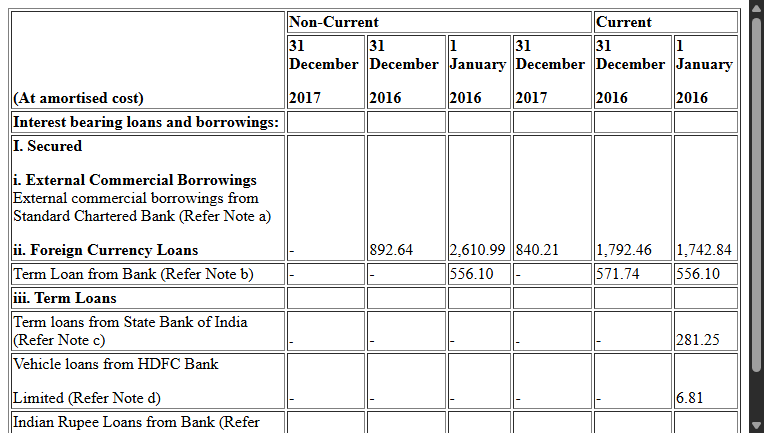 Non-Current Current
(At amortised cost) 31 December 2017 31 December 2016 1 January 2016 31 December 2017 31 December 2016 1 January 2016
Interest bearing loans and borrowings:
I. Secured
i. External Commercial Borrowings
External commercial borrowings from
Standard Chartered Bank (Refer Note a)
ii. Foreign Currency Loans - 892.64 2,610.99 840.21 1,792.46 1,742.84
Term Loan from Bank (Refer Note b) - - 556.10 - 571.74 556.10
iii. Term Loans
Term loans from State Bank of India
(Refer Note c) - - - - - 281.25
Vehicle loans from HDFC Bank
Limited (Refer Note d) - - - - - 6.81
Indian Rupee Loans from Bank (Refer